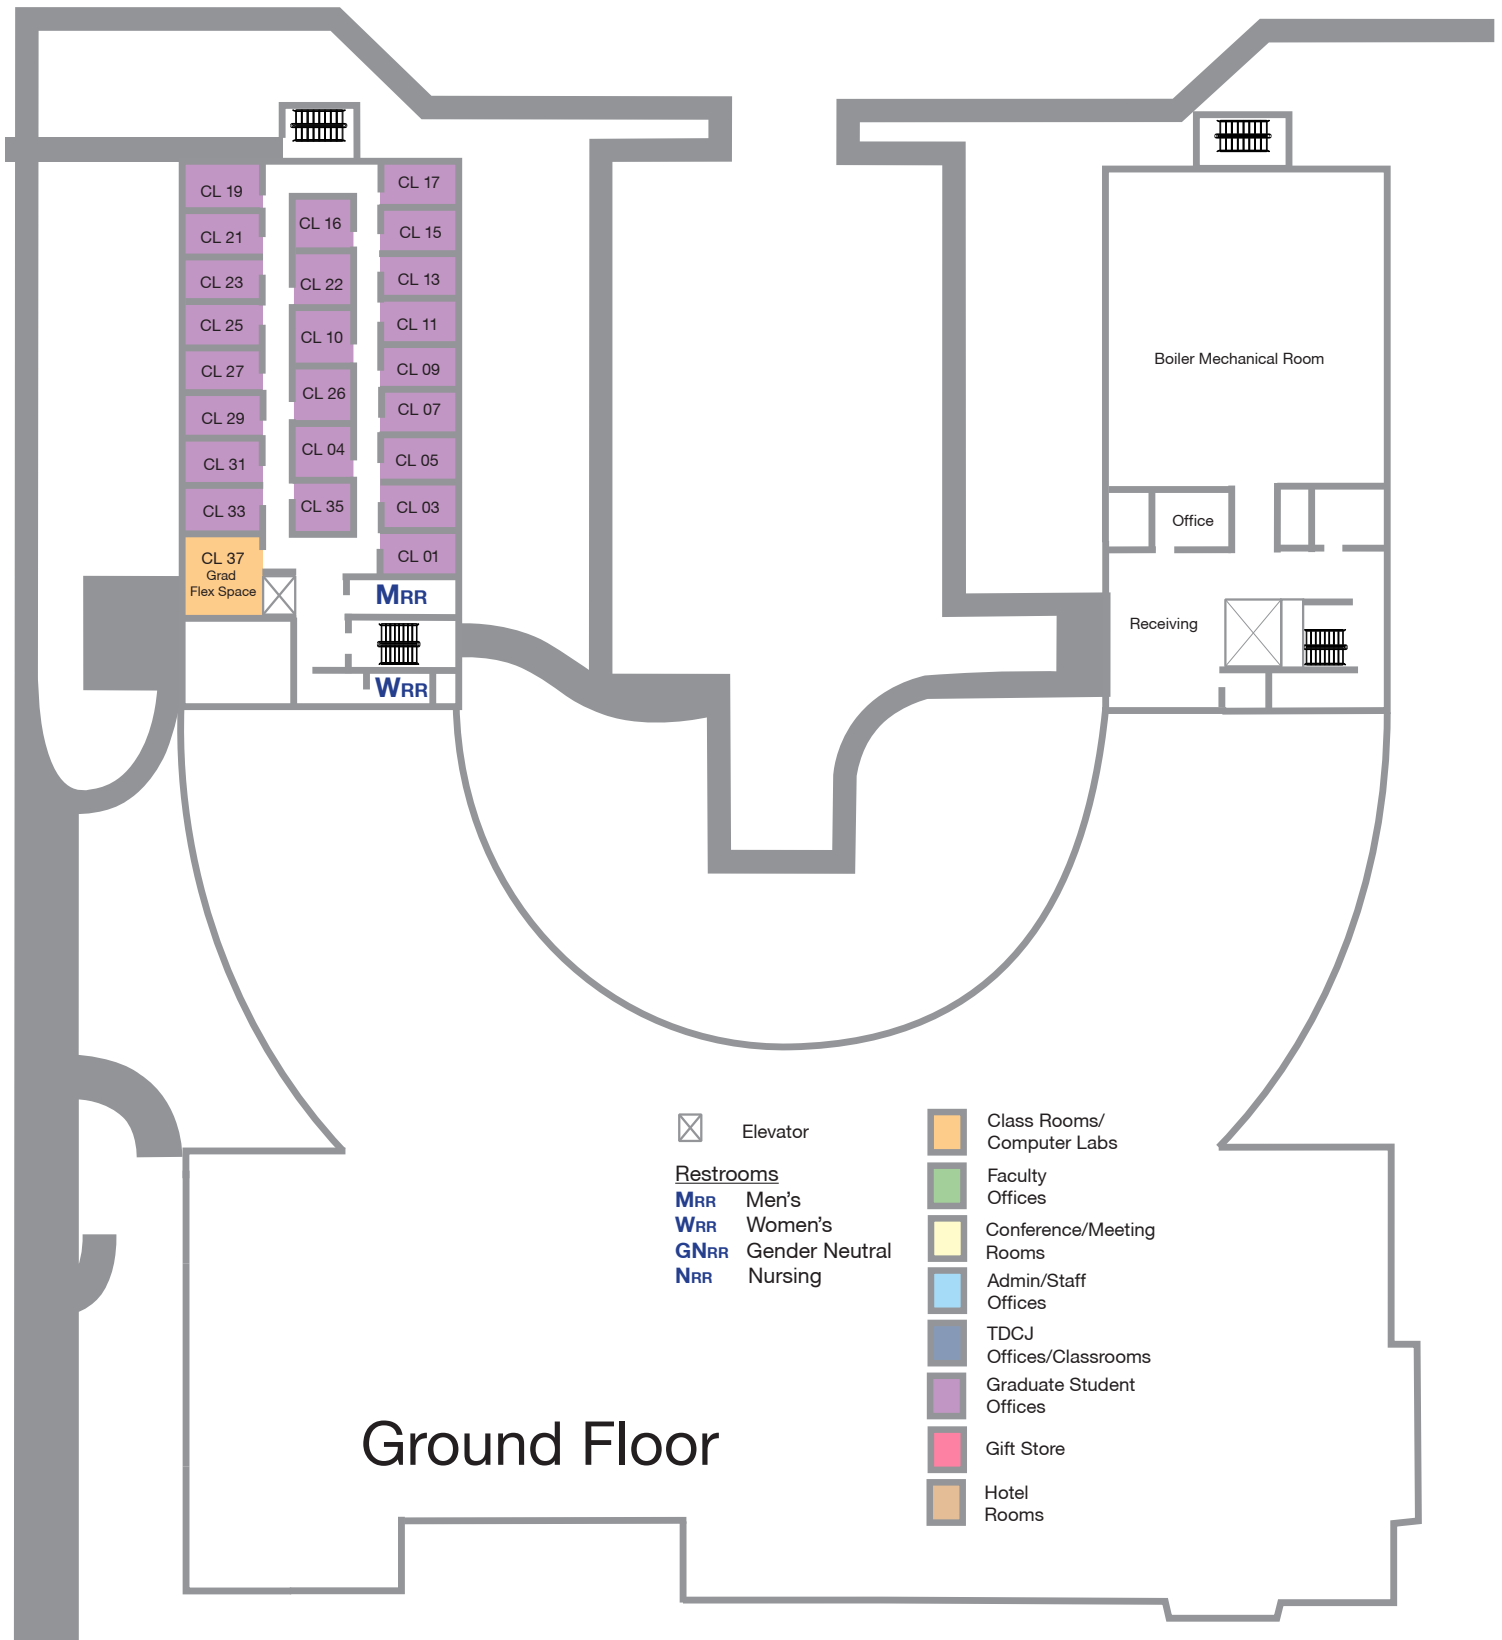 CL 19
CL 21
CL 23
CL 25
CL 27
CL 29
CL 31
CL 33
CL 37
Grad
Flex Space
CL 16
CL 22
CL 10
CL 26
CL 04
CL 35
CL 17
CL 15
CL 13
CL 11
CL 09
CL 07
CL 05
CL 03
CL 01
MRR
WRR
Boiler Mechanical Room
Office
Receiving
Elevator
Restrooms
MRR Men's
WRR Women's
GNRR Gender Neutral
NRR Nursing
Class Rooms/
Computer Labs
Faculty
Offices
Conference/Meeting
Rooms
Admin/Staff
Offices
TDCJ
Offices/Classrooms
Graduate Student
Offices
Gift Store
Hotel
Rooms
Ground Floor